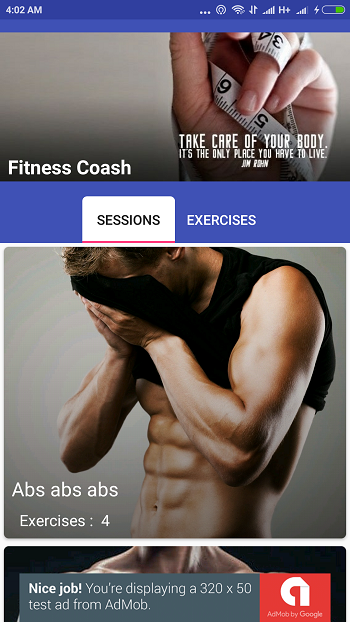 4:02 AM
... H+
TAKE CARE OF YOUR BODY.
IT'S THE ONLY PLACE YOU HAVE TO LIVE.
JIM ROHN
5
Fitness Coash
SESSIONS
EXERCISES
Abs abs abs
Exercises : 4
Nice job! You're displaying a 320 x 50
test ad from AdMob.
AdMob by Google